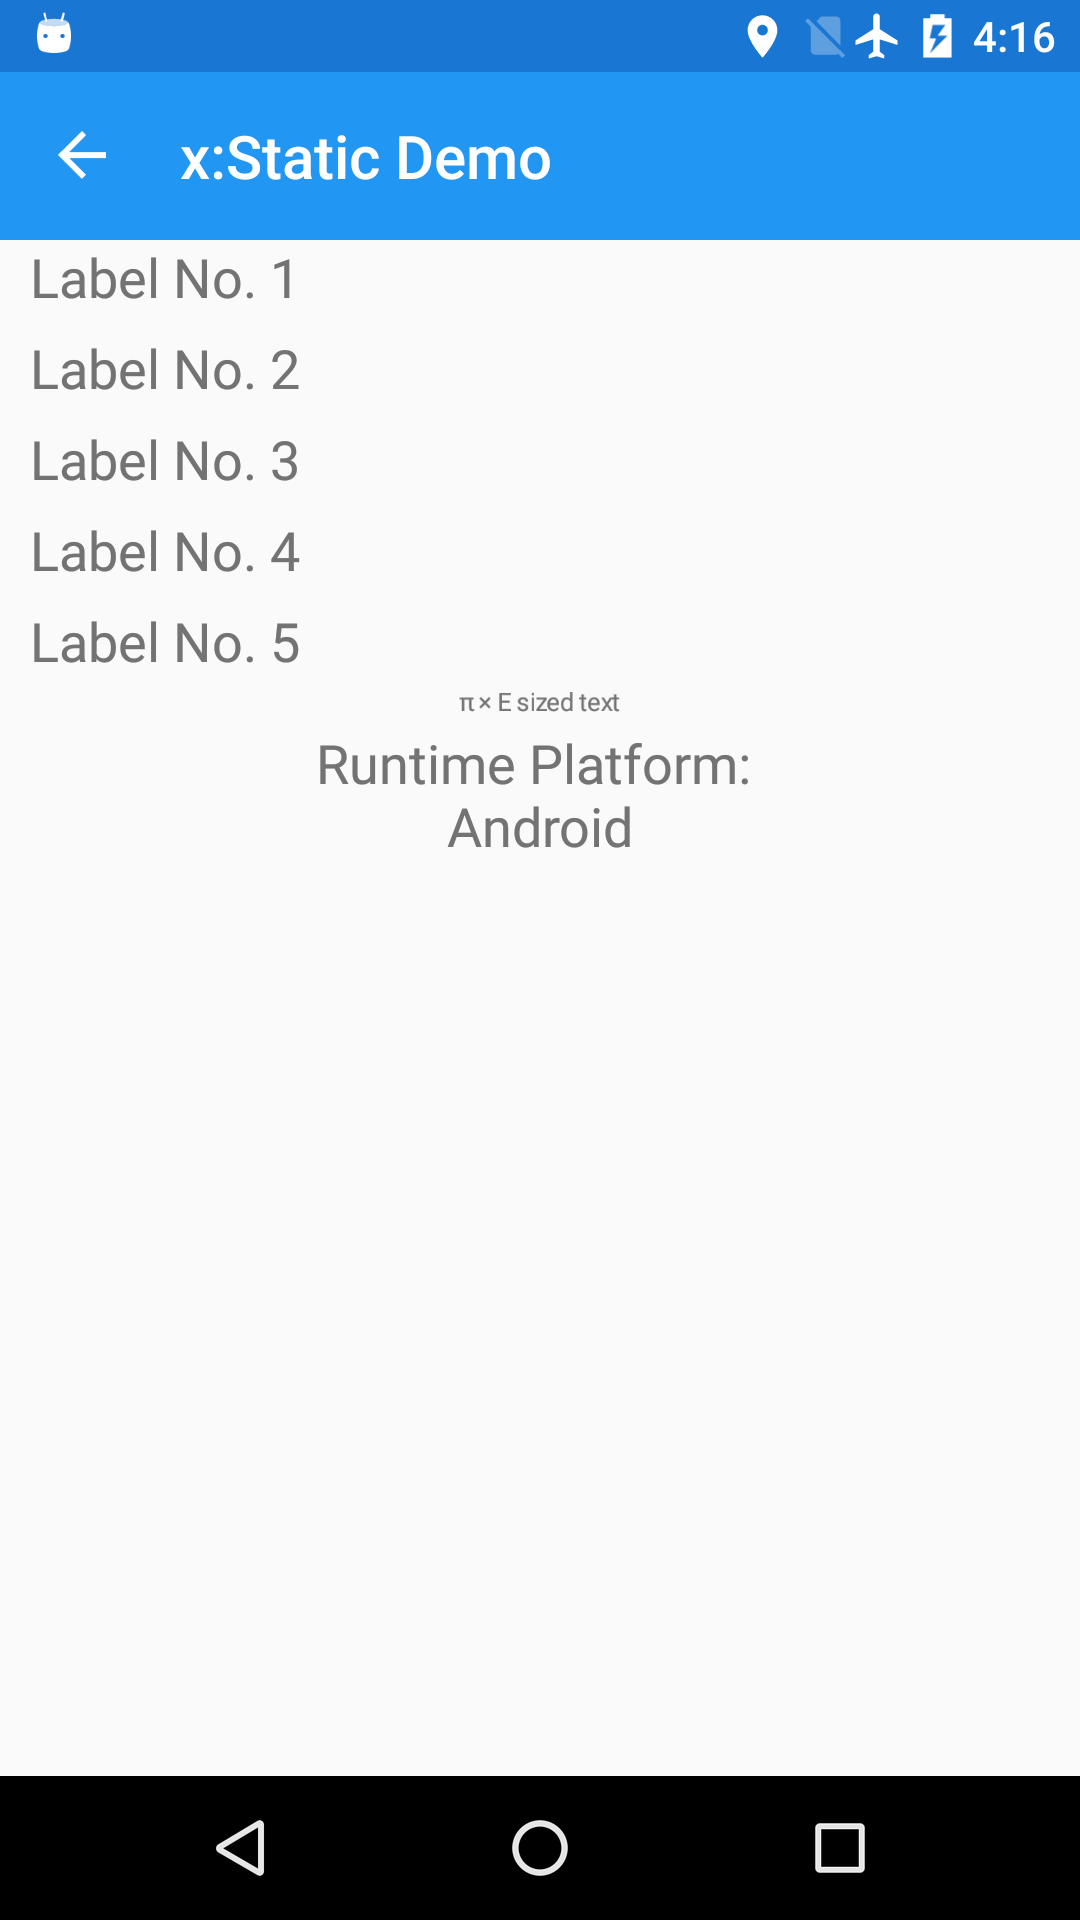 4:16
x:Static Demo
Label No. 1
Label No. 2
Label No. 3
Label No. 4
Label No. 5
π × E sized text
Runtime Platform:
Android